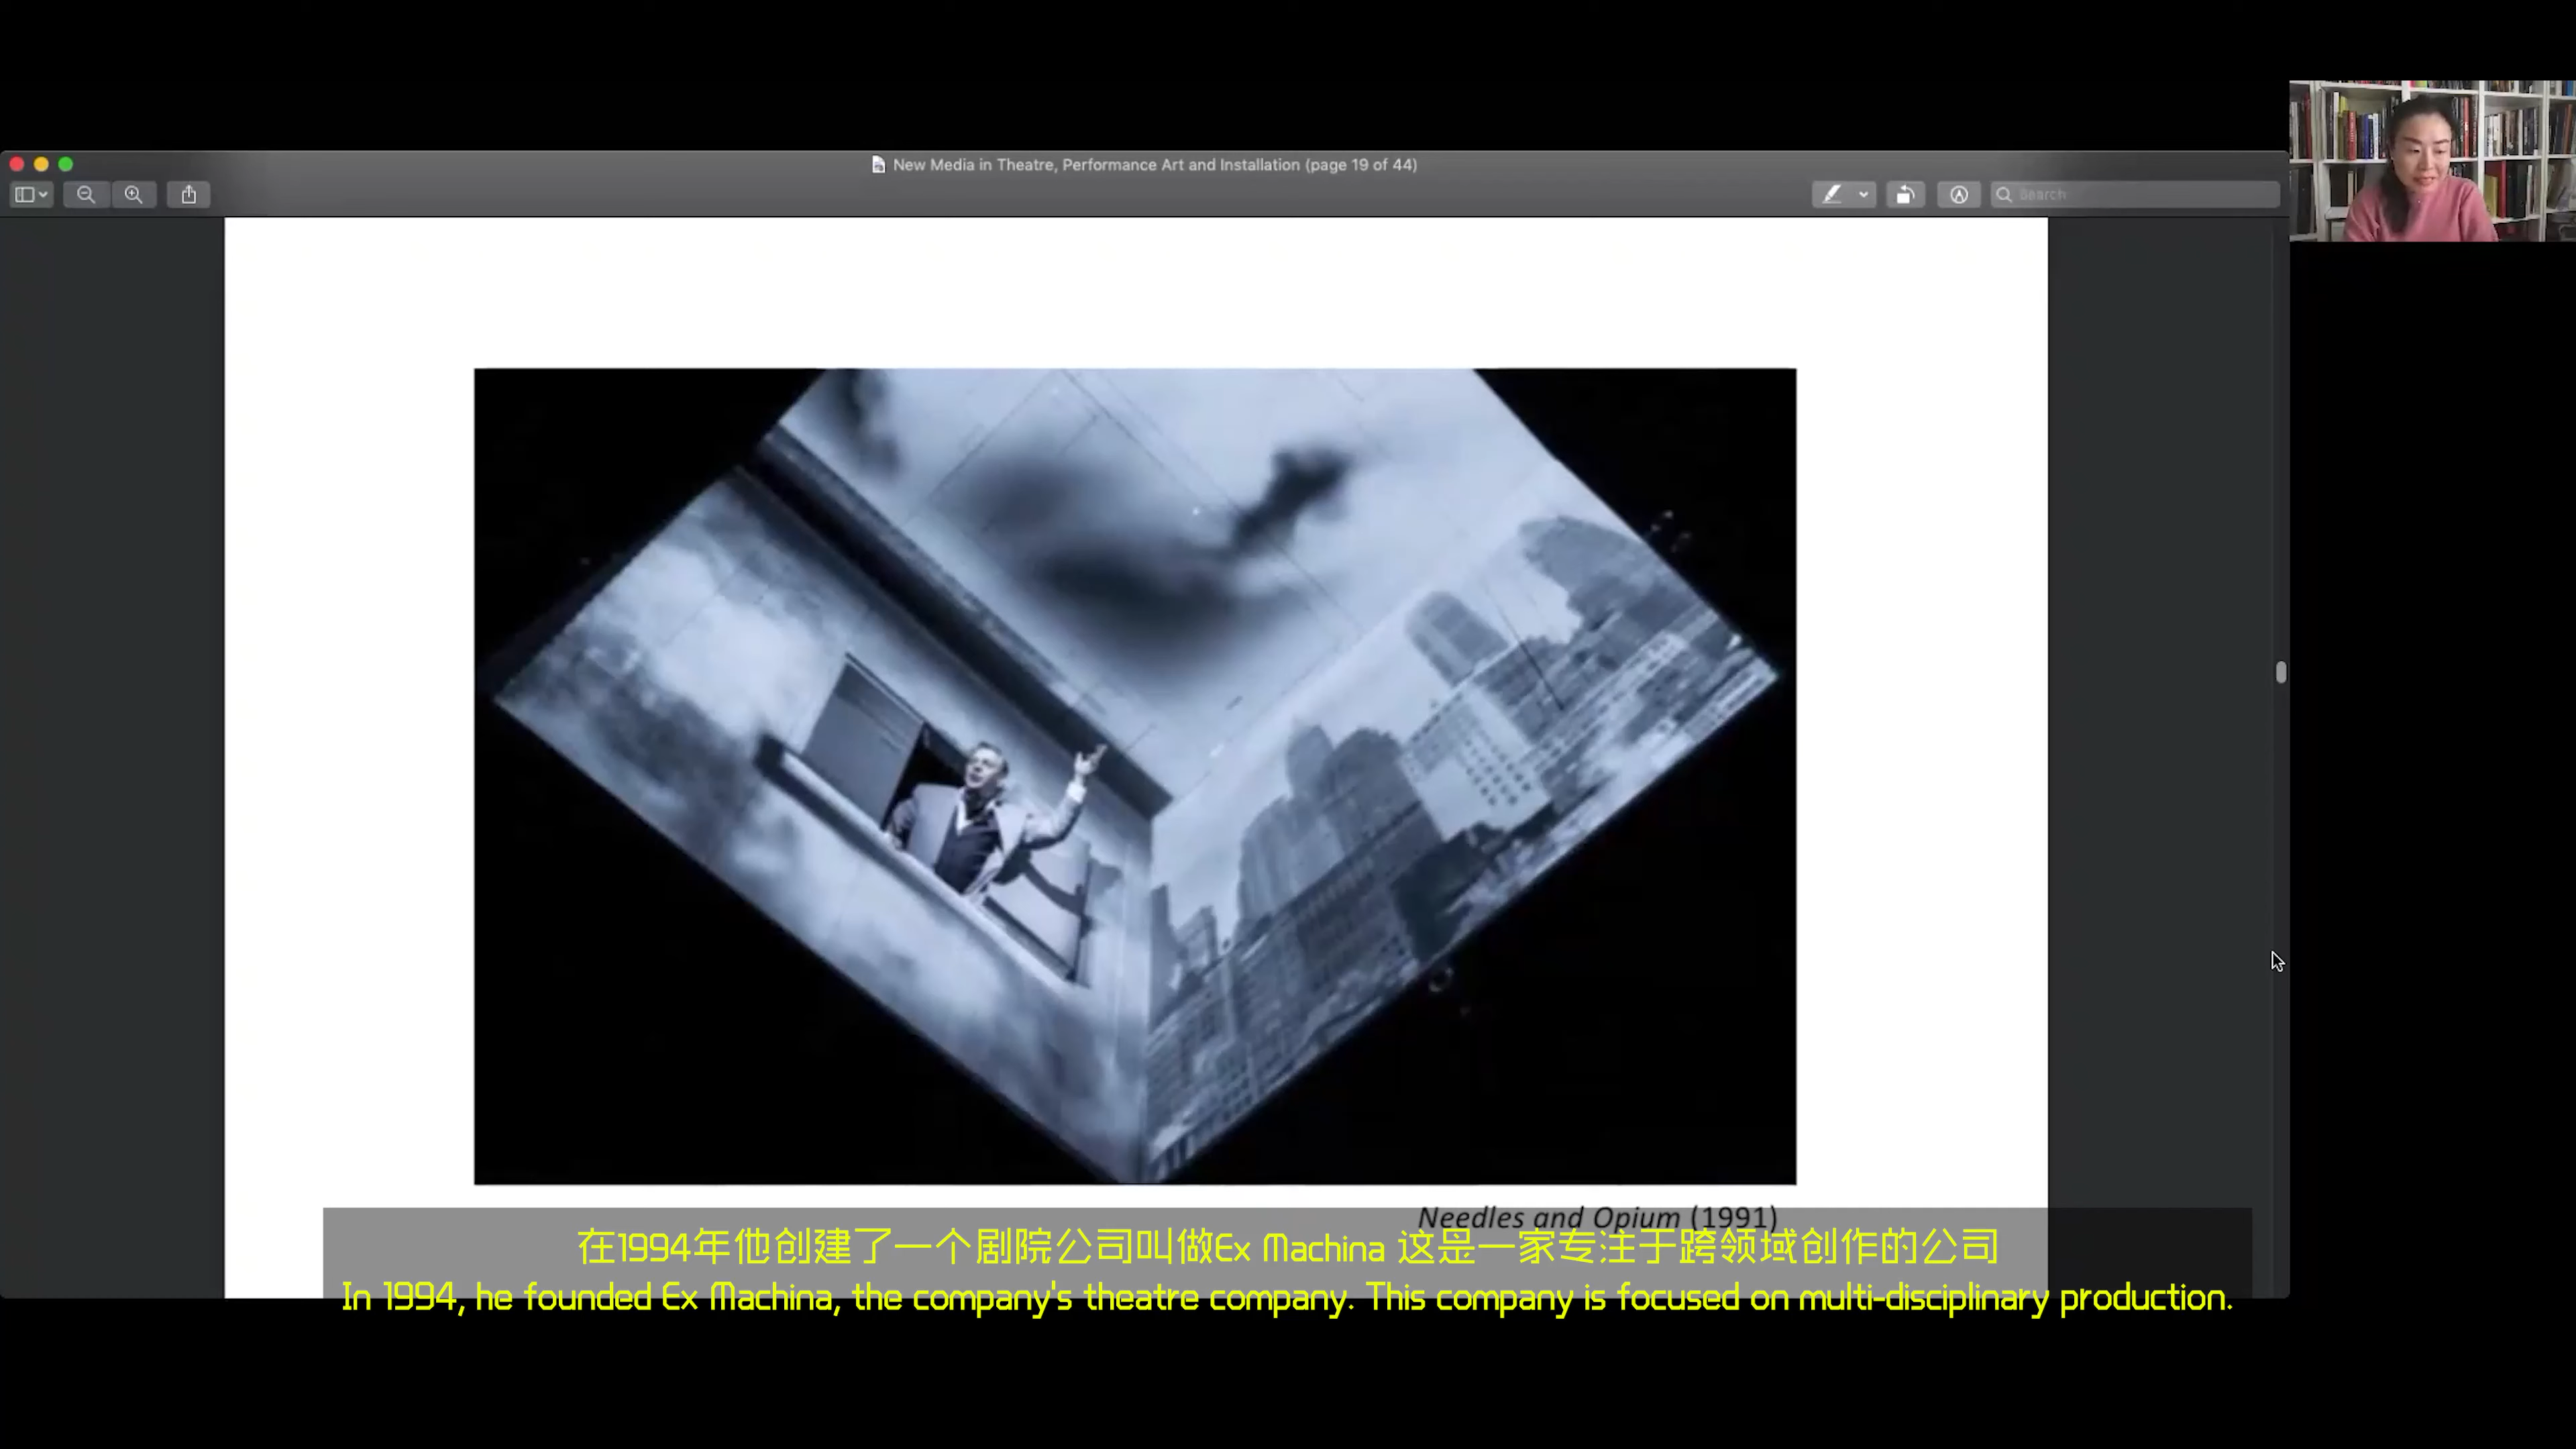 New Media in Theatre, Performance Art and Installation (page 19 of 44)
Search
Needles and Opium (1991)
在1994年他创建了一个剧院公司叫做Ex Machina 这是一家专注于跨领域创作的公司
In 1994, he founded Ex Machina, the company's theatre company. This company is focused on multi-disciplinary production.